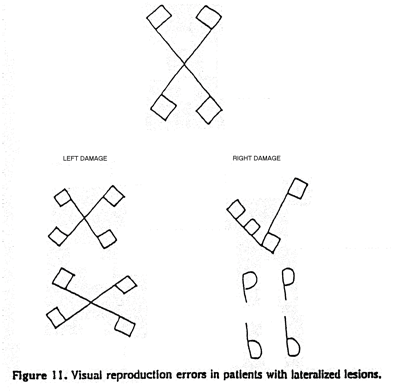 LEFT DAMAGE
RIGHT DAMAGE
P P
b b
Figure 11. Visual reproduction errors in patients with lateralized lesions.